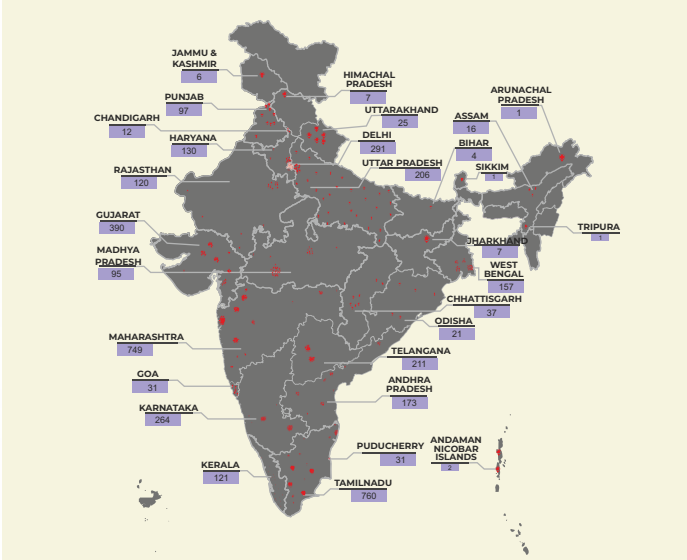 JAMMU &
KASHMIR
6
HIMACHAL
PRADESH
7
ARUNACHAL
PRADESH
1
PUNJAB
97
UTTARAKHAND
25
ASSAM
16
CHANDIGARH
12
DELHI
291
BIHAR
4
HARYANA
130
UTTAR PRADESH
206
SIKKIM
1
RAJASTHAN
120
GUJARAT
390
TRIPURA
1
JHARKHAND
7
MADHYA
PRADESH
95
WEST
BENGAL
157
CHHATTISGARH
37
ODISHA
21
MAHARASHTRA
749
TELANGANA
211
GOA
31
ANDHRA
PRADESH
173
KARNATAKA
264
PUDUCHERRY
31
ANDAMAN
NICOBAR
ISLANDS
2
KERALA
121
TAMILNADU
760